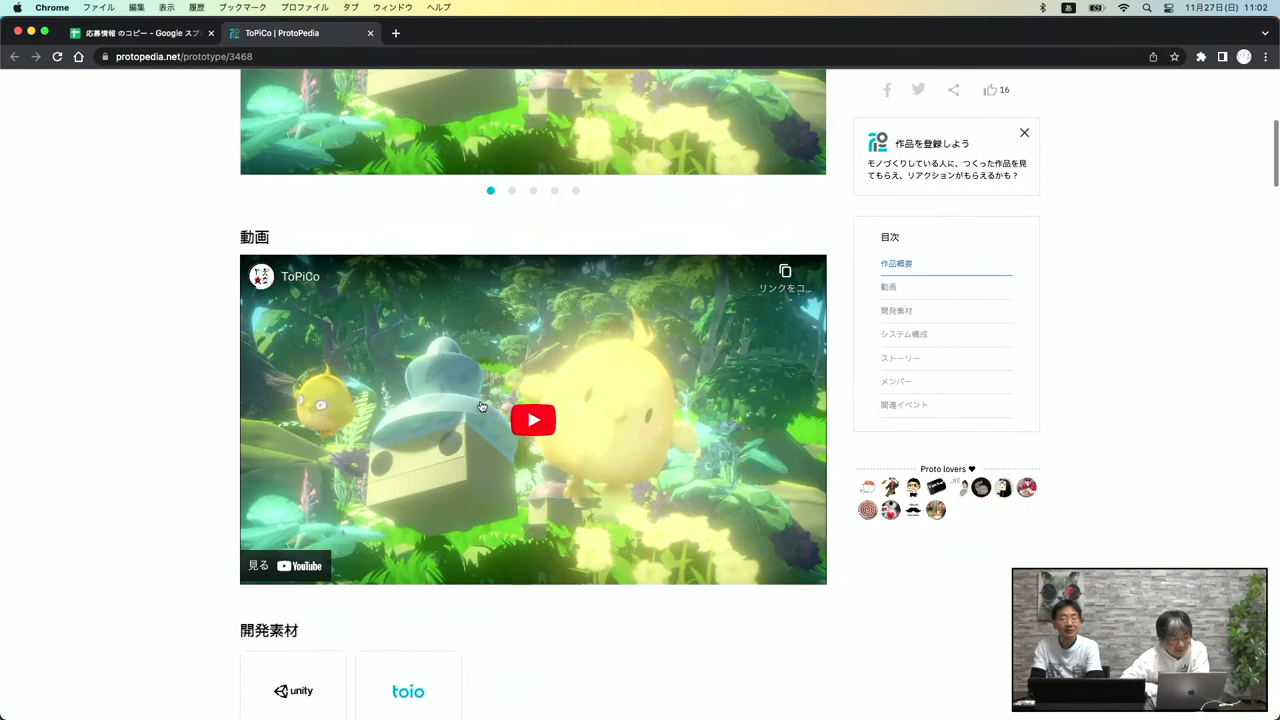 Chrome ファイル 編集 表示 履歴 ブックマーク プロファイル タブ ウィンドウ ヘルプ
あ
11月27日(日) 11:02
応募情報 のコピー - Google スプ
ToPiCo | ProtoPedia
protopedia.net/prototype/3468
16
作品を登録しよう
モノづくりしている人に、つくった作品を見
てもらえ、リアクションがもらえるかも？
動画
ToPiCo
リンクをコ...
見る YouTube
目次
作品概要
動画
開発素材
システム構成
ストーリー
メンバー
関連イベント
Proto lovers ♥
開発素材
unity
toio